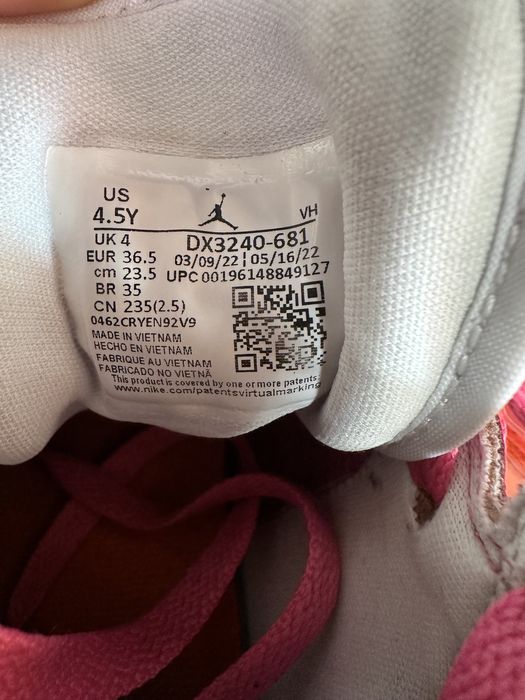 US
4.5Y
VH
UK 4
DX3240-681
EUR 36.5
03/09/22 | 05/16/22
cm 23.5
UPC 00196148849127
BR 35
CN 235(2.5)
0462CRYEN92V9
MADE IN VIETNAM
HECHO EN VIETNAM
FABRIQUE AU VIETNAM
FABRICADO NO VIETNÃ
This product is covered by one or more patents
www.nike.com/patentsvirtualmarking